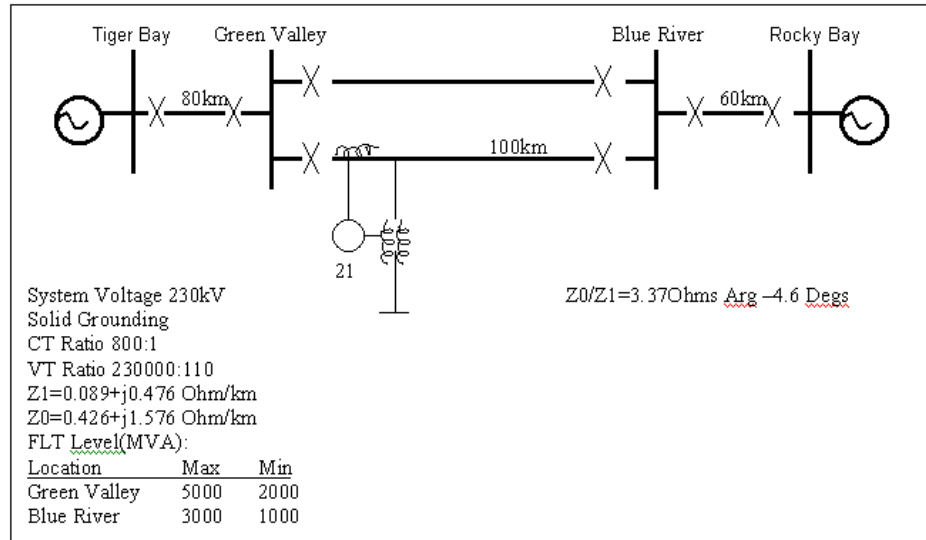 Tiger Bay Green Valley Blue River Rocky Bay
80km 60km
100km
21
System Voltage 230kV Z0/Z1=3.37Ohms Arg –4.6 Degs
Solid Grounding
CT Ratio 800:1
VT Ratio 230000:110
Z1=0.089+j0.476 Ohm/km
Z0=0.426+j1.576 Ohm/km
FLT Level(MVA):
Location Max Min
Green Valley 5000 2000
Blue River 3000 1000